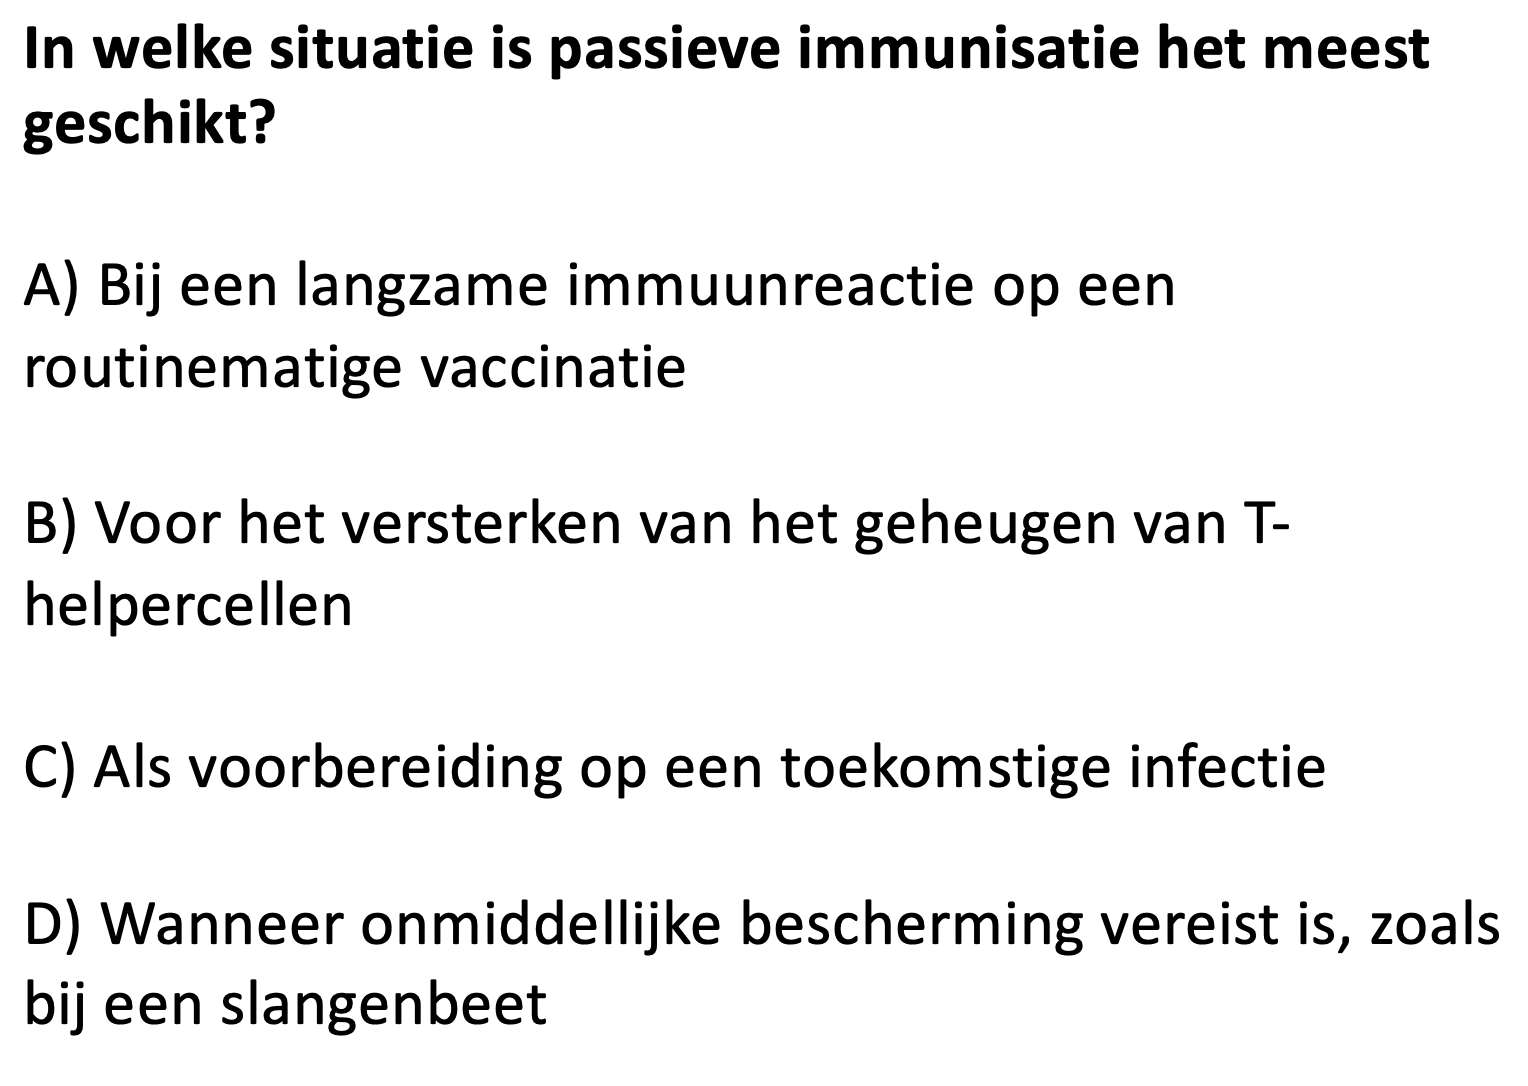 In welke situatie is passieve immunisatie het meest
geschikt?
A) Bij een langzame immuunreactie op een
routinematige vaccinatie
B) Voor het versterken van het geheugen van T-
helpercellen
C) Als voorbereiding op een toekomstige infectie
D) Wanneer onmiddellijke bescherming vereist is, zoals
bij een slangenbeet